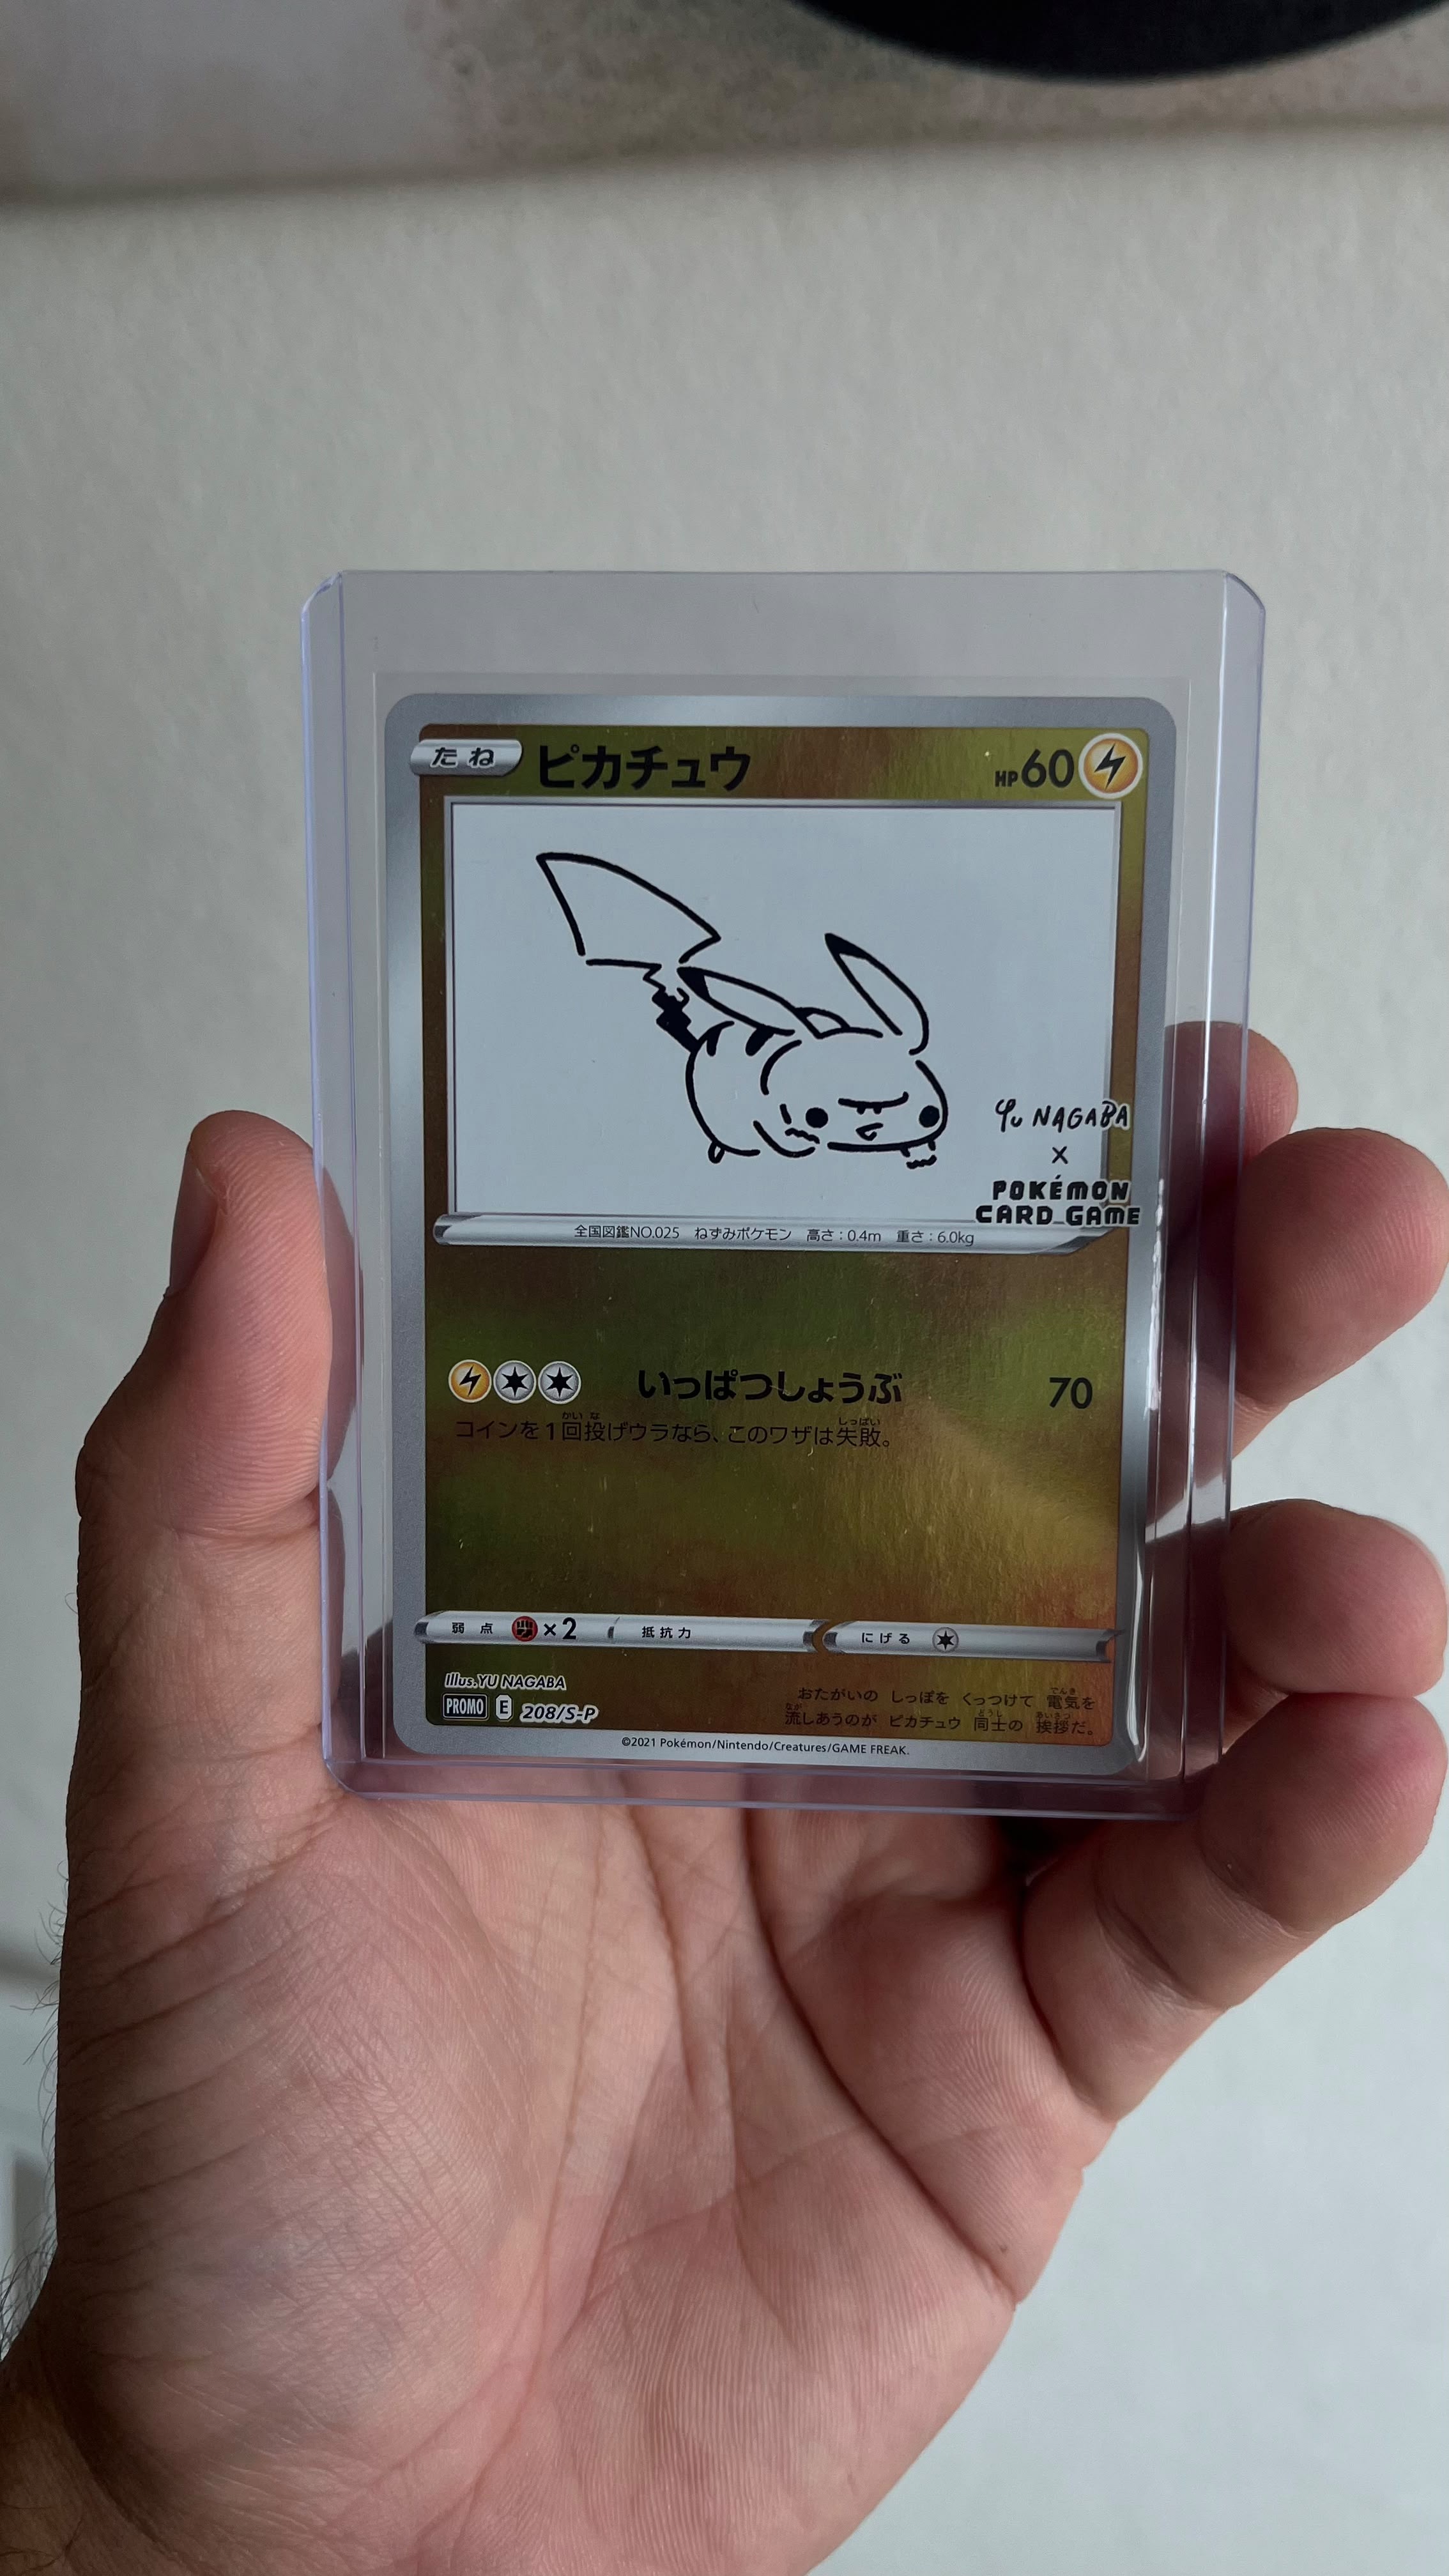 たね ピカチュウ HP60
Yu NAGABA
×
POKÉMON
CARD GAME
全国図鑑NO.025 ねずみポケモン 高さ：0.4m 重さ：6.0kg
いっぱつしょうぶ 70
コインを1回投げウラなら、このワザは失敗。
弱点 ×2 抵抗力 にげる
Illus.YU NAGABA
PROMO E 208/S-P
おたがいの しっぽを くっつけて 電気を
流しあうのが ピカチュウ 同士の 挨拶だ。
©2021 Pokémon/Nintendo/Creatures/GAME FREAK.